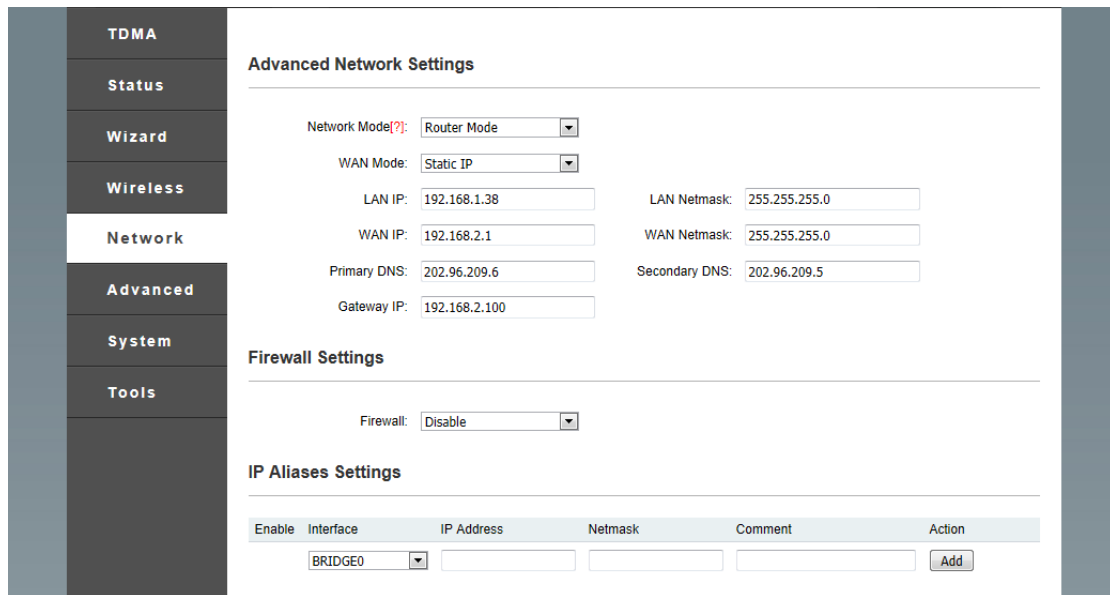 TDMA
Status
Wizard
Wireless
Network
Advanced
System
Tools
Advanced Network Settings
Network Mode[?]: Router Mode
WAN Mode: Static IP
LAN IP: 192.168.1.38 LAN Netmask: 255.255.255.0
WAN IP: 192.168.2.1 WAN Netmask: 255.255.255.0
Primary DNS: 202.96.209.6 Secondary DNS: 202.96.209.5
Gateway IP: 192.168.2.100
Firewall Settings
Firewall: Disable
IP Aliases Settings
Enable Interface IP Address Netmask Comment Action
BRIDGE0 Add